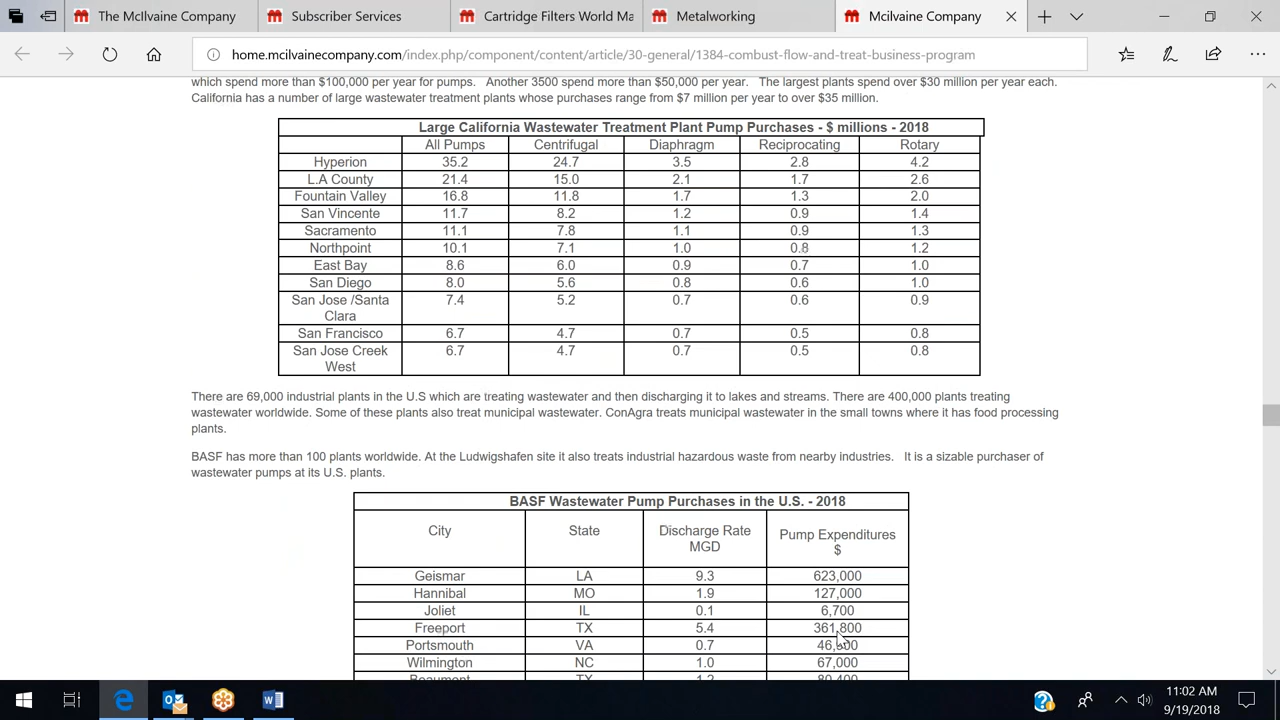 The McIlvaine Company
Subscriber Services
Cartridge Filters World Ma
Metalworking
McIlvaine Company
home.mcilvainecompany.com/index.php/component/content/article/30-general/1384-combust-flow-and-treat-business-program
which spend more than $100,000 per year for pumps. Another 3500 spend more than $50,000 per year. The largest plants spend over $30 million per year each.
California has a number of large wastewater treatment plants whose purchases range from $7 million per year to over $35 million.
Large California Wastewater Treatment Plant Pump Purchases - $ millions - 2018
All Pumps Centrifugal Diaphragm Reciprocating Rotary
Hyperion 35.2 24.7 3.5 2.8 4.2
L.A County 21.4 15.0 2.1 1.7 2.6
Fountain Valley 16.8 11.8 1.7 1.3 2.0
San Vincente 11.7 8.2 1.2 0.9 1.4
Sacramento 11.1 7.8 1.1 0.9 1.3
Northpoint 10.1 7.1 1.0 0.8 1.2
East Bay 8.6 6.0 0.9 0.7 1.0
San Diego 8.0 5.6 0.8 0.6 1.0
San Jose /Santa 7.4 5.2 0.7 0.6 0.9
Clara
San Francisco 6.7 4.7 0.7 0.5 0.8
San Jose Creek 6.7 4.7 0.7 0.5 0.8
West
There are 69,000 industrial plants in the U.S which are treating wastewater and then discharging it to lakes and streams. There are 400,000 plants treating
wastewater worldwide. Some of these plants also treat municipal wastewater. ConAgra treats municipal wastewater in the small towns where it has food processing
plants.
BASF has more than 100 plants worldwide. At the Ludwigshafen site it also treats industrial hazardous waste from nearby industries. It is a sizable purchaser of
wastewater pumps at its U.S. plants.
BASF Wastewater Pump Purchases in the U.S. - 2018
City State Discharge Rate Pump Expenditures
MGD $
Geismar LA 9.3 623,000
Hannibal MO 1.9 127,000
Joliet IL 0.1 6,700
Freeport TX 5.4 361,800
Portsmouth VA 0.7
Wilmington NC 1.0 67,000
Beaumont TX 1.2 80,400
11:02 AM
9/19/2018